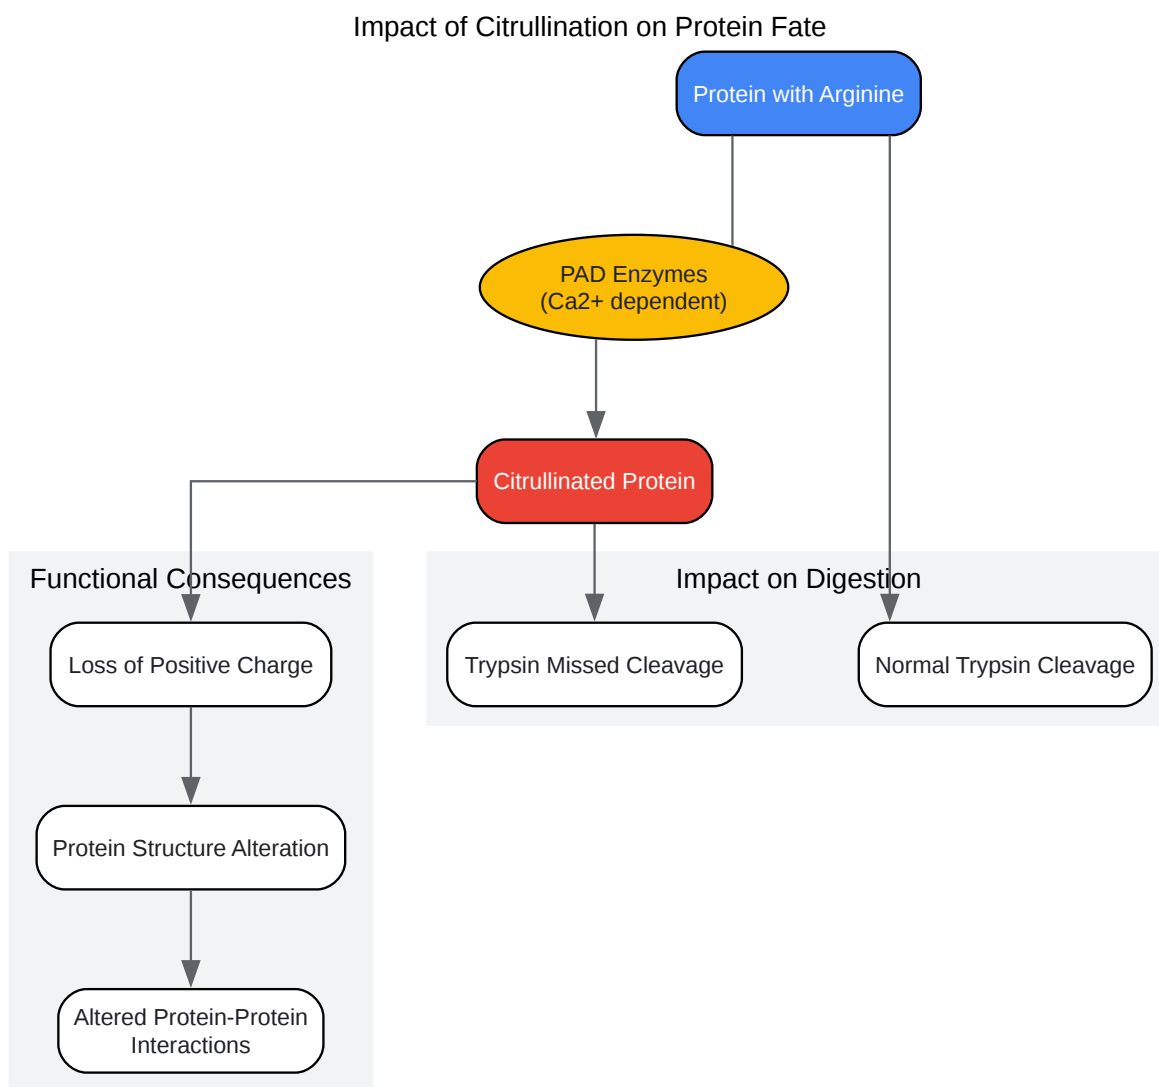 Impact of Citrullination on Protein Fate
Protein with Arginine
PAD Enzymes
(Ca2+ dependent)
Citrullinated Protein
Functional Consequences
Impact on Digestion
Loss of Positive Charge
Trypsin Missed Cleavage
Normal Trypsin Cleavage
Protein Structure Alteration
Altered Protein-Protein
Interactions